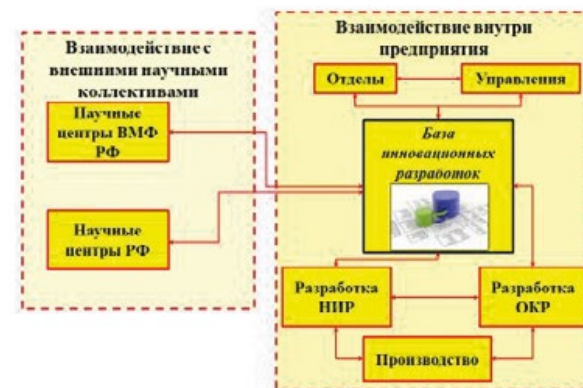 Взаимодействие с
внешними научными
коллективами
Научные
центры ВМФ
РФ
Научные
центры РФ
Взаимодействие внутри
предприятия
Отделы
Управления
База
инновационных
разработок
Разработка
НИР
Разработка
ОКР
Производство